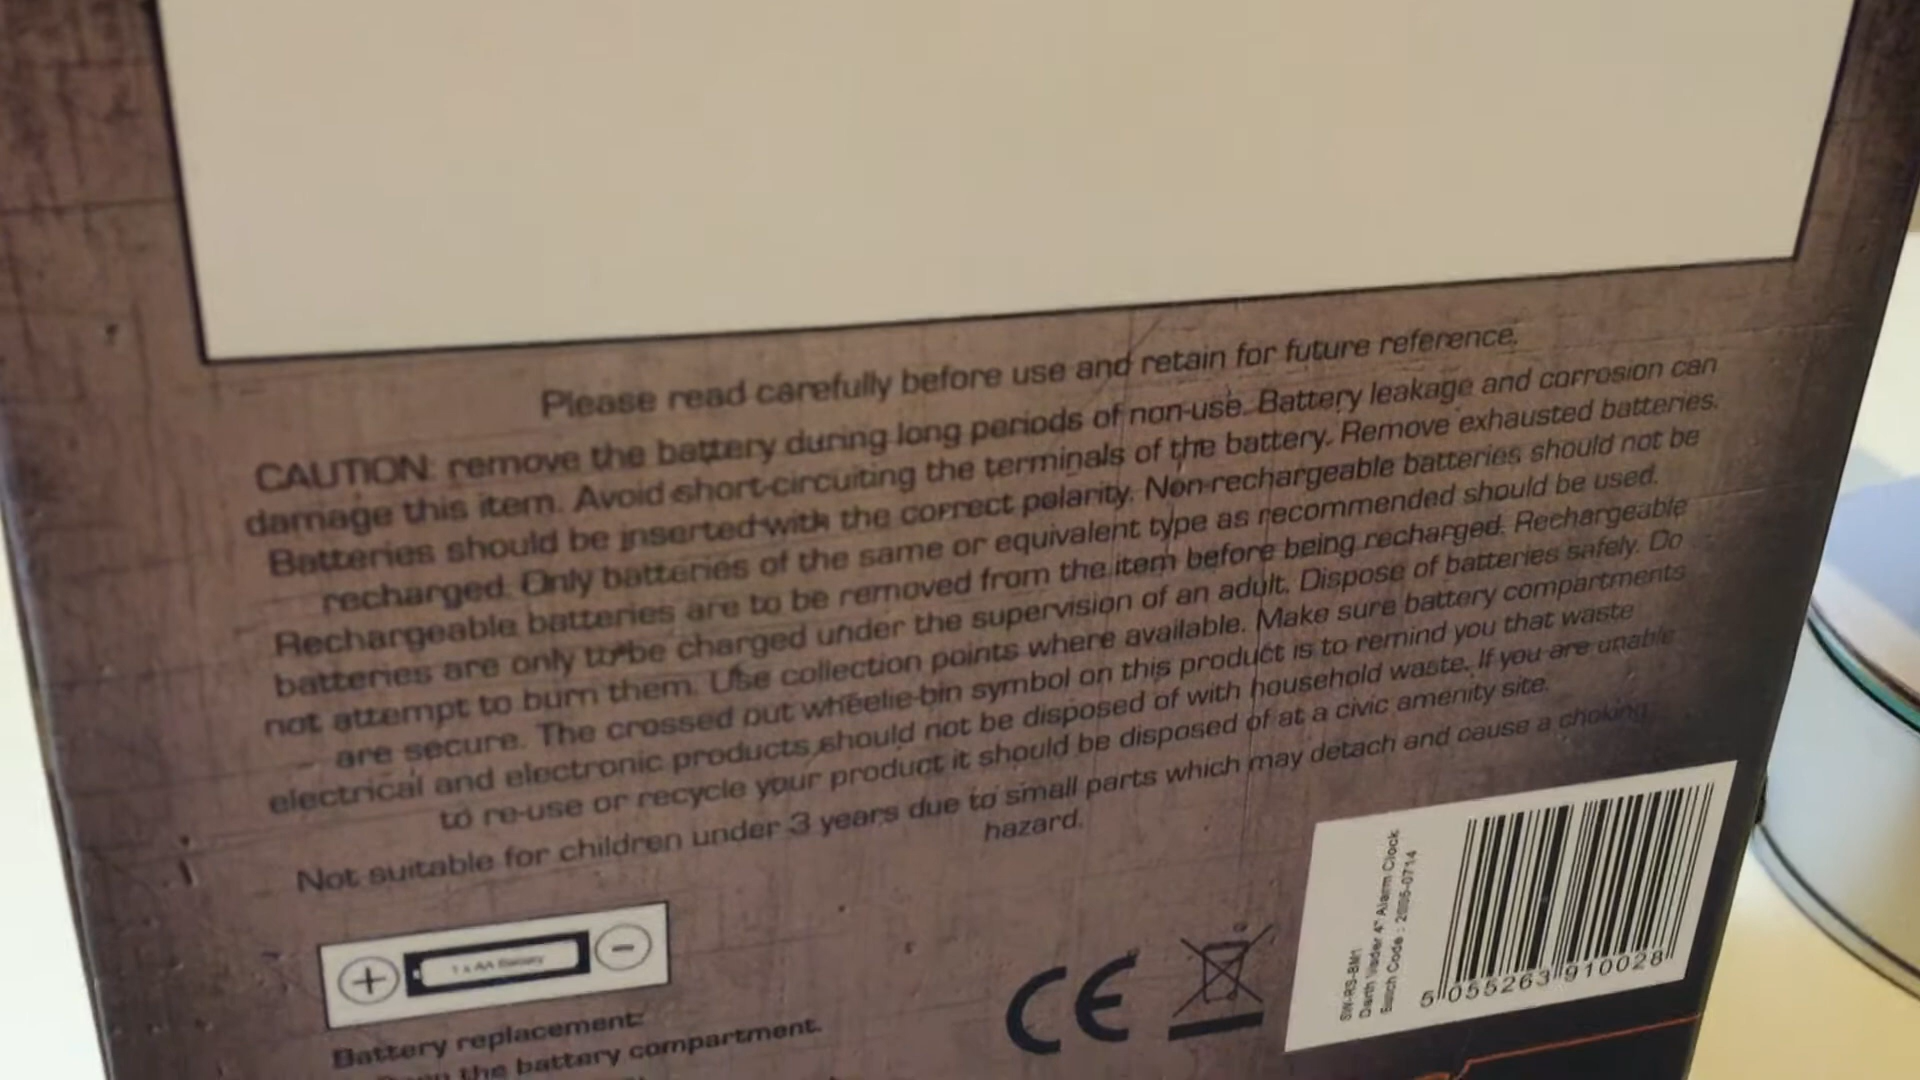 Please read carefully before use and retain for future reference.
CAUTION: remove the battery during long periods of non-use. Battery leakage and corrosion can
damage this item. Avoid short-circuiting the terminals of the battery. Remove exhausted batteries.
Batteries should be inserted with the correct polarity. Non-rechargeable batteries should not be
recharged. Only batteries of the same or equivalent type as recommended should be used.
Rechargeable batteries are to be removed from the item before being recharged. Rechargeable
batteries are only to be charged under the supervision of an adult. Dispose of batteries safely. Do
not attempt to burn them. Use collection points where available. Make sure battery compartments
are secure. The crossed out wheelie-bin symbol on this product is to remind you that waste
electrical and electronic products should not be disposed of with household waste. If you are unable
to re-use or recycle your product it should be disposed of at a civic amenity site.
Not suitable for children under 3 years due to small parts which may detach and cause a choking
hazard.
+ 1 x AA Battery −
Battery replacement:
the battery compartment.
CE
SW-RS-BM1
Darth Vader 4" Alarm Clock
Batch Code :
5 055263 910028